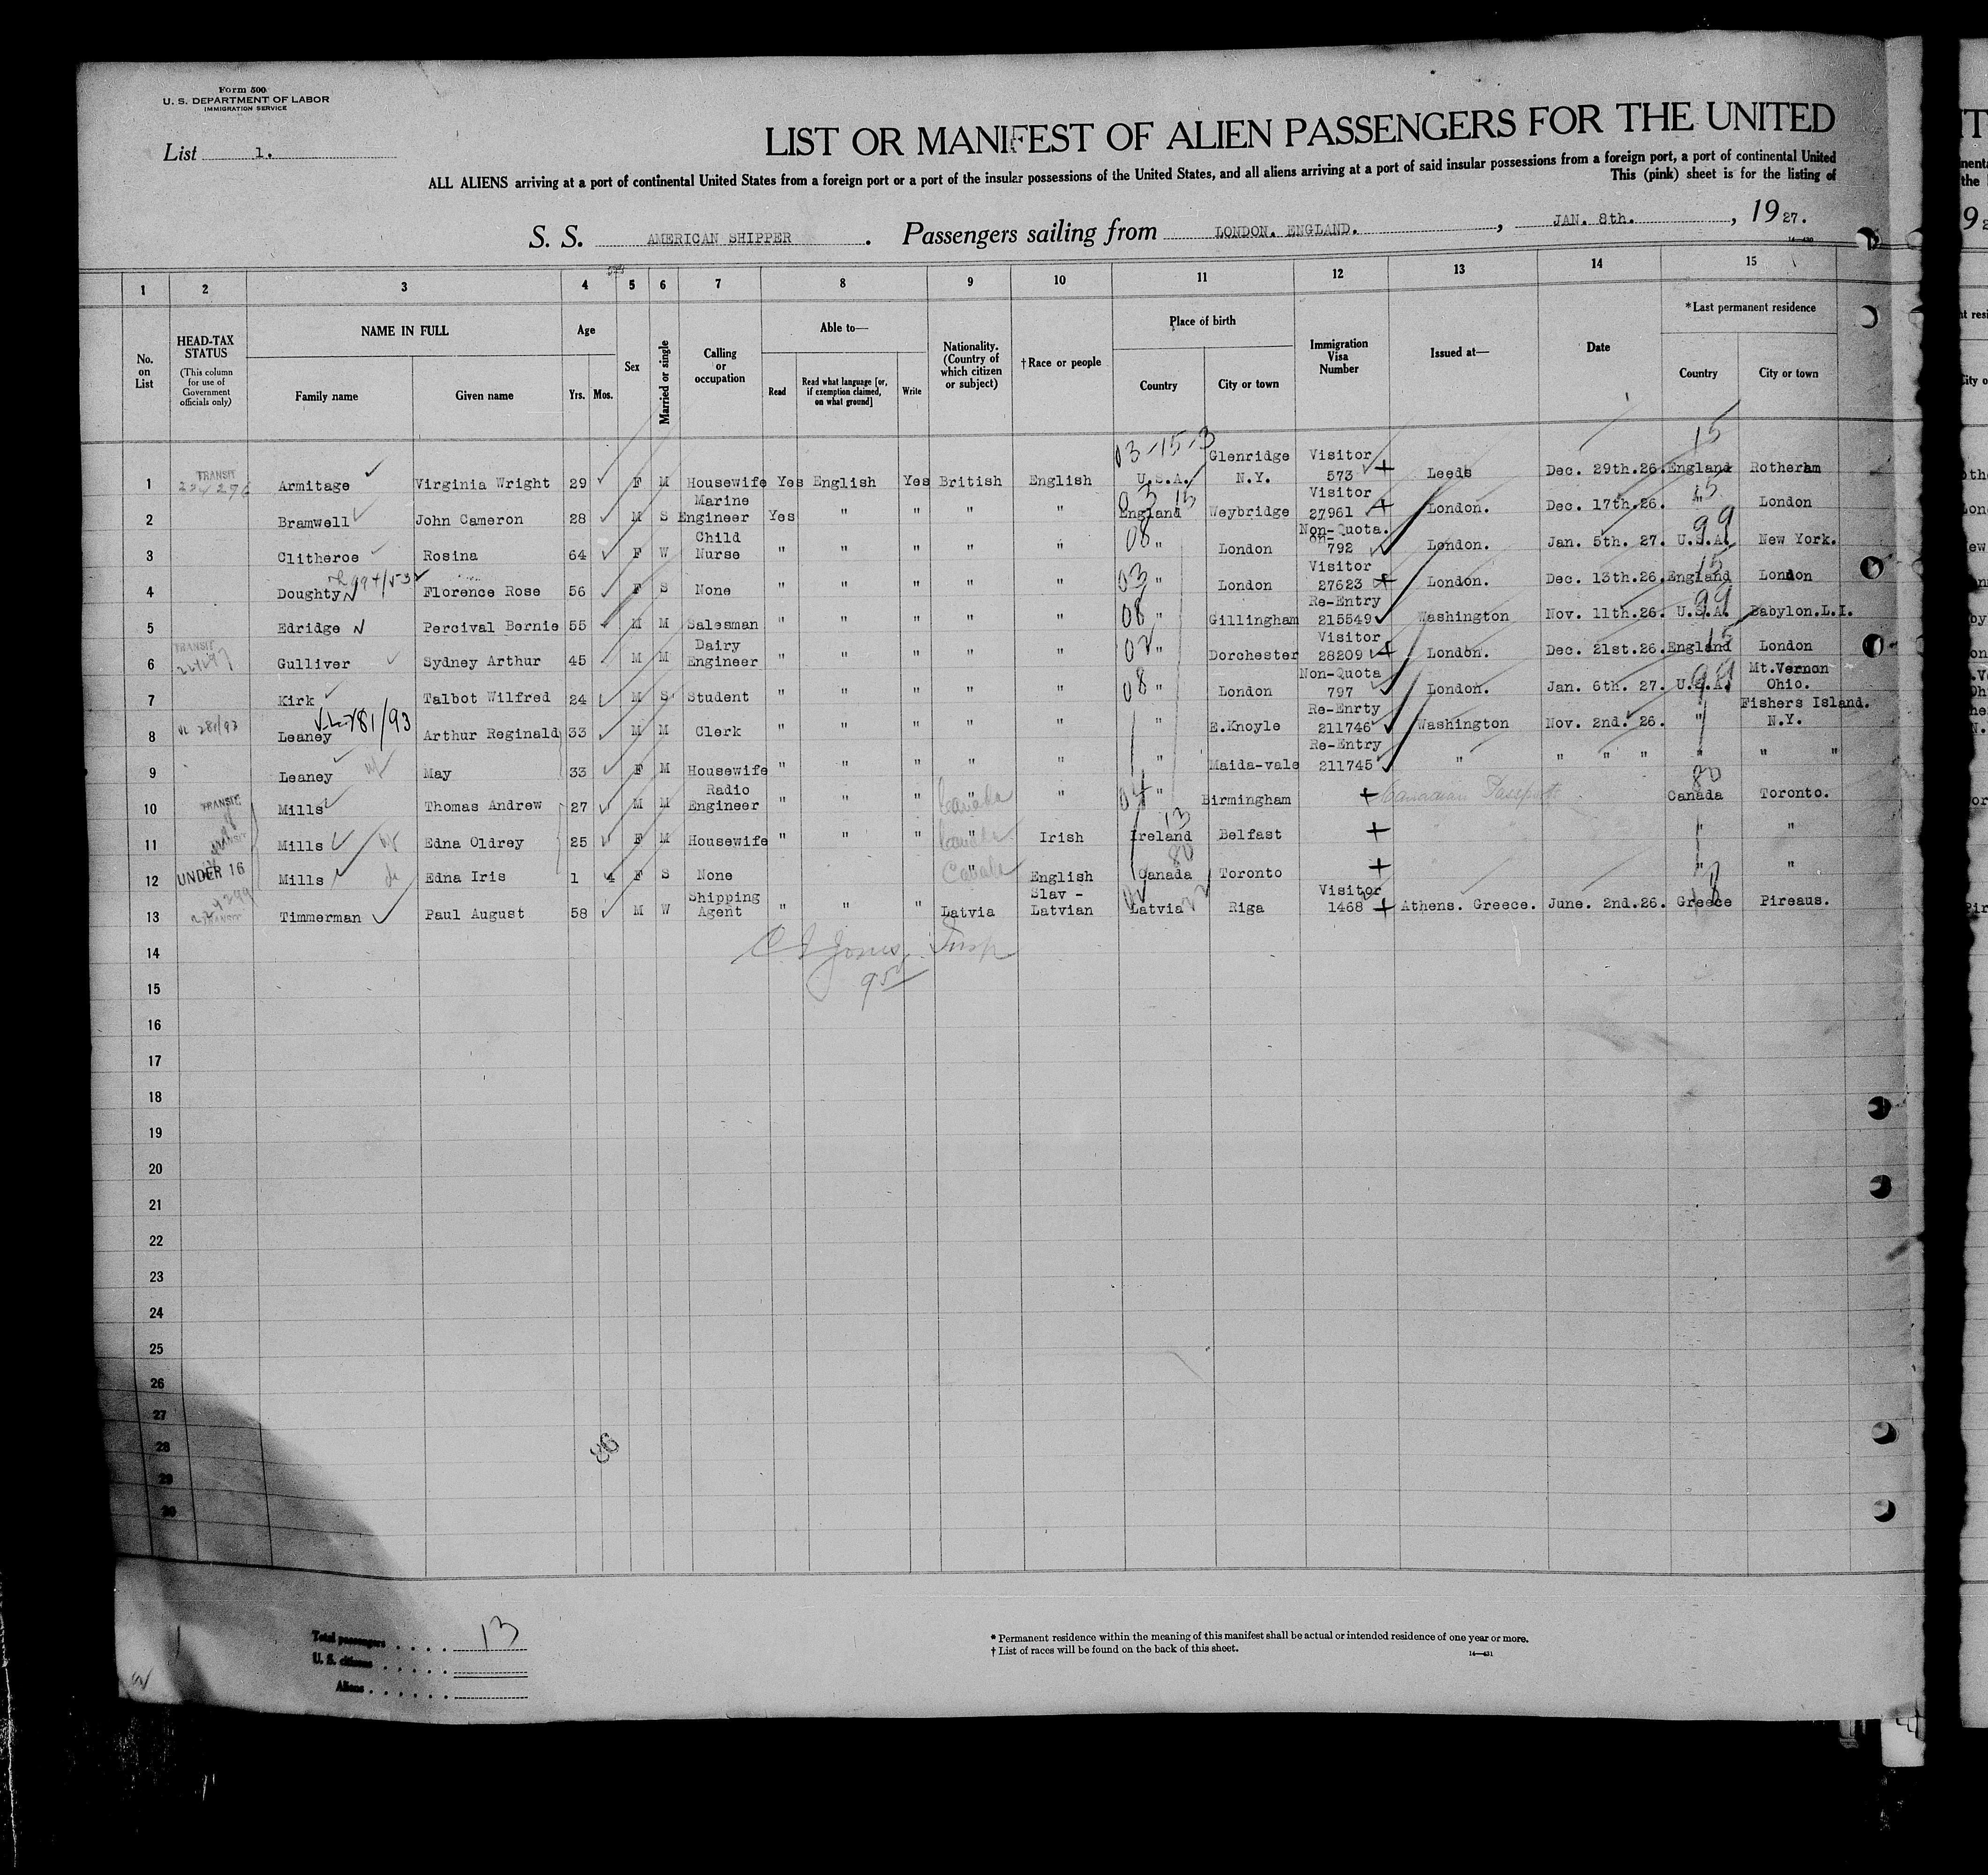 Form 500
U. S. DEPARTMENT OF LABOR
IMMIGRATION SERVICE
List 1.
LIST OR MANIFEST OF ALIEN PASSENGERS FOR THE UNITED
ALL ALIENS arriving at a port of continental United States from a foreign port or a port of the insular possessions of the United States, and all aliens arriving at a port of said insular possessions from a foreign port, a port of continental United
This (pink) sheet is for the listing of
S. S. AMERICAN SHIPPER. Passengers sailing from LONDON. ENGLAND., JAN. 8th., 1927.
1 2 3 4 5 6 7 8 9 10 11 12 13 14 15
No. on List
HEAD-TAX STATUS (This column for use of Government officials only)
NAME IN FULL Family name Given name
Age Yrs. Mos.
Sex
Married or single
Calling or occupation
Able to— Read Read what language [or, if exemption claimed, on what ground] Write
Nationality. (Country of which citizen or subject)
†Race or people
Place of birth Country City or town
Immigration Visa Number
Issued at—
Date
*Last permanent residence Country City or town
03-15-3 15
1 TRANSIT Armitage Virginia Wright 29 F M Housewife Yes English Yes British English U.S.A. Glenridge N.Y. Visitor 573 Leeds Dec. 29th.26. England Rotherham
2 Bramwell John Cameron 28 M S Marine Engineer Yes " " " " England Weybridge Visitor 27961 London. Dec. 17th.26. " London
3 Clitheroe Rosina 64 F W Child Nurse " " " " " " London Non-Quota. 792 London. Jan. 5th. 27. U.S.A. New York.
4 Doughty Florence Rose 56 F S None " " " " " " London Visitor 27623 London. Dec. 13th.26. England London
5 Edridge Percival Bernie 55 M M Salesman " " " " " " Gillingham Re-Entry 215549 Washington Nov. 11th.26. U.S.A. Babylon.L.I.
6 TRANSIT Gulliver Sydney Arthur 45 M M Dairy Engineer " " " " " " Dorchester Visitor 28209 London. Dec. 21st.26. England London
7 Kirk Talbot Wilfred 24 M S Student " " " " " " London Non-Quota 797 London. Jan. 6th. 27. U.S.A. Mt.Vernon Ohio.
8 Leaney Arthur Reginald 33 M M Clerk " " " " " " E.Knoyle Re-Enrty 211746 Washington Nov. 2nd. 26. " Fishers Island. N.Y.
9 Leaney May 33 F M Housewife " " " " " " Maida-vale Re-Entry 211745 " " " " " " "
10 TRANSIT Mills Thomas Andrew 27 M M Radio Engineer " " " " Canada " " Birmingham Canadian Passport Canada Toronto.
11 TRANSIT Mills Edna Oldrey 25 F M Housewife " " " " Canada Irish Ireland Belfast " "
12 UNDER 16 Mills Edna Iris 1 4 F S None " Canada English Canada Toronto " "
13 TRANSIT Timmerman Paul August 58 M W Shipping Agent " " " Latvia Slav - Latvian Latvia Riga Visitor 1468 Athens. Greece. June. 2nd.26. Greece Pireaus.
14
15
16
17
18
19
20
21
22
23
24
25
26
27
28
29
30
Total passengers 13
U. S. citizens
Aliens
* Permanent residence within the meaning of this manifest shall be actual or intended residence of one year or more.
† List of races will be found on the back of this sheet.
14—431